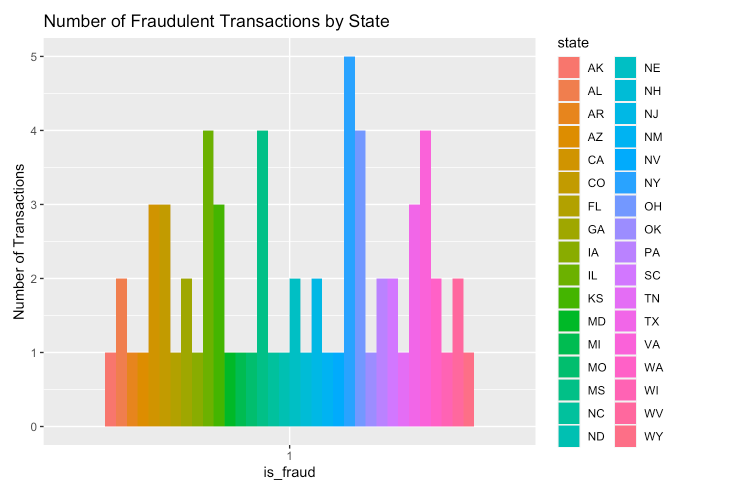 Number of Fraudulent Transactions by State
Number of Transactions
5
4
3
2
1
0
1
is_fraud
state
AK
AL
AR
AZ
CA
CO
FL
GA
IA
IL
KS
MD
MI
MO
MS
NC
ND
NE
NH
NJ
NM
NV
NY
OH
OK
PA
SC
TN
TX
VA
WA
WI
WV
WY